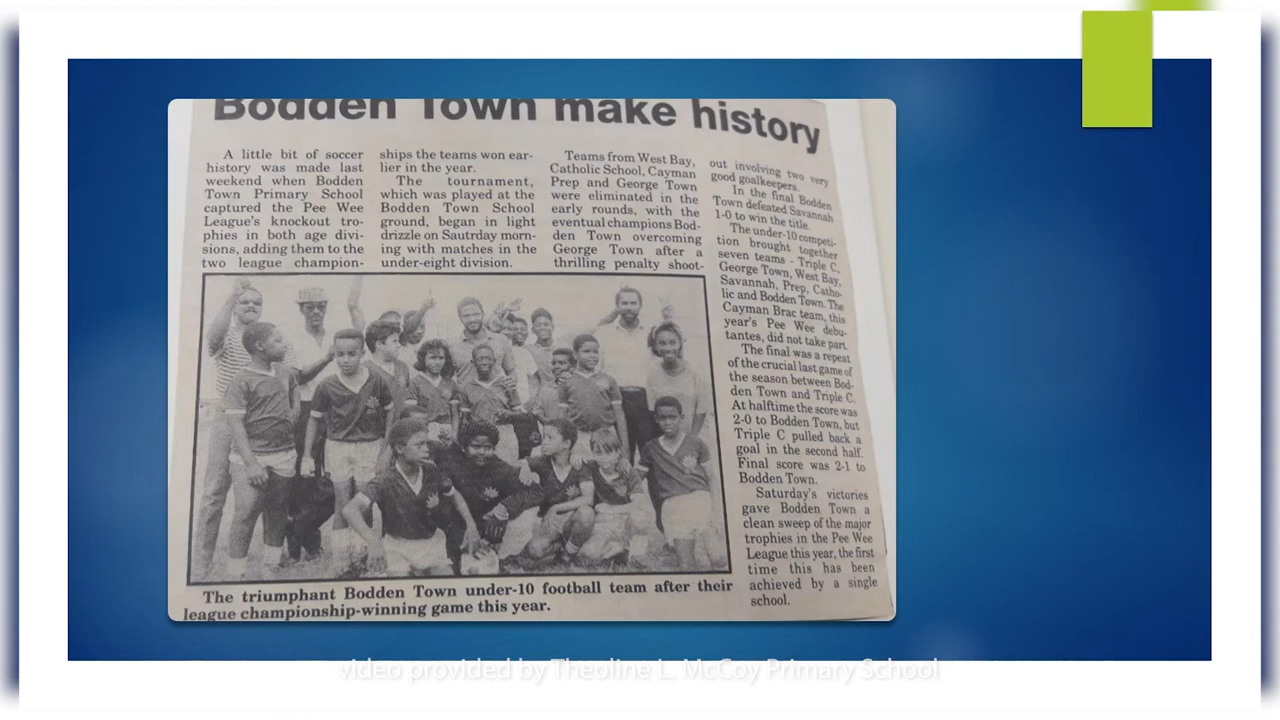 Bodden Town make history
A little bit of soccer
history was made last
weekend when Bodden
Town Primary School
captured the Pee Wee
League's knockout tro-
phies in both age divi-
sions, adding them to the
two league champion-
ships the teams won ear-
lier in the year.
The tournament,
which was played at the
Bodden Town School
ground, began in light
drizzle on Sautrday morn-
ing with matches in the
under-eight division.
Teams from West Bay,
Catholic School, Cayman
Prep and George Town
were eliminated in the
early rounds, with the
eventual champions Bod-
den Town overcoming
George Town after a
thrilling penalty shoot-
out involving two very
good goalkeepers.
In the final Bodden
Town defeated Savannah
1-0 to win the title.
The under-10 competi-
tion brought together
seven teams - Triple C,
George Town, West Bay,
Savannah, Prep, Catho-
lic and Bodden Town. The
Cayman Brac team, this
year's Pee Wee debu-
tantes, did not take part.
The final was a repeat
of the crucial last game of
the season between Bod-
den Town and Triple C.
At halftime the score was
2-0 to Bodden Town, but
Triple C pulled back a
goal in the second half.
Final score was 2-1 to
Bodden Town.
Saturday's victories
gave Bodden Town a
clean sweep of the major
trophies in the Pee Wee
League this year, the first
time this has been
achieved by a single
school.
The triumphant Bodden Town under-10 football team after their
league championship-winning game this year.
video provided by Theoline L. McCoy Primary School